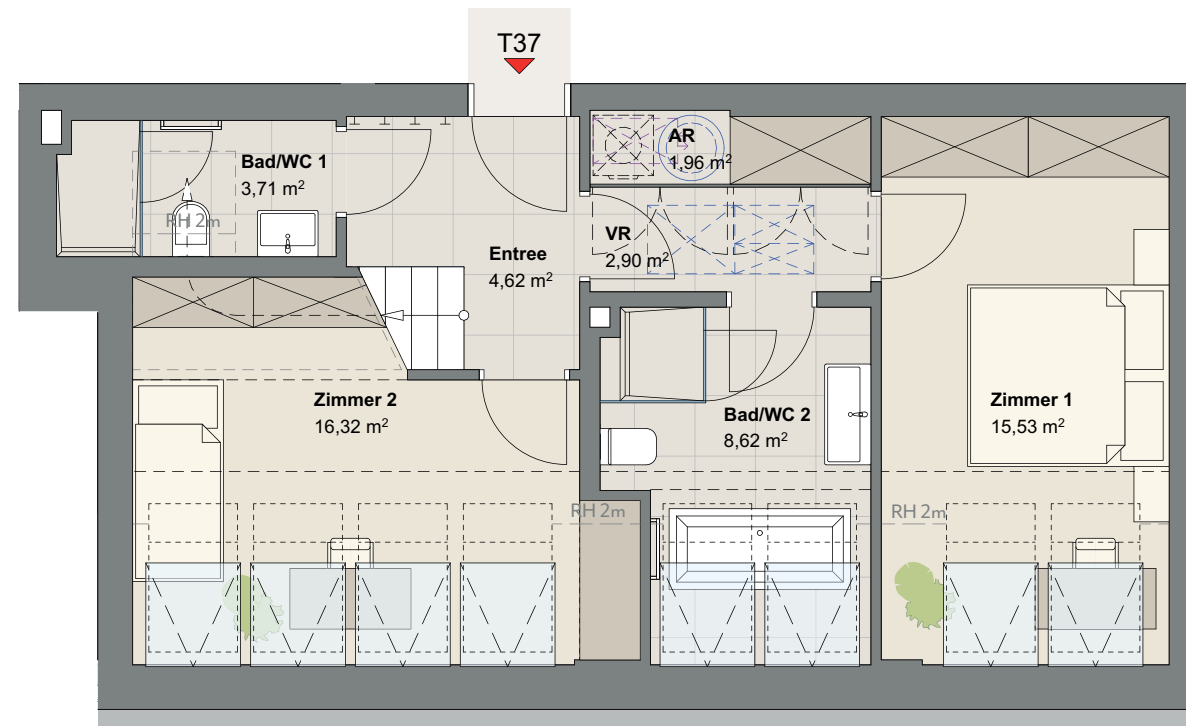 T37
AR
1,96 m²
Bad/WC 1
3,71 m²
RH 2m
VR
2,90 m²
Entree
4,62 m²
Zimmer 2
16,32 m²
Bad/WC 2
8,62 m²
Zimmer 1
15,53 m²
RH 2m
RH 2m